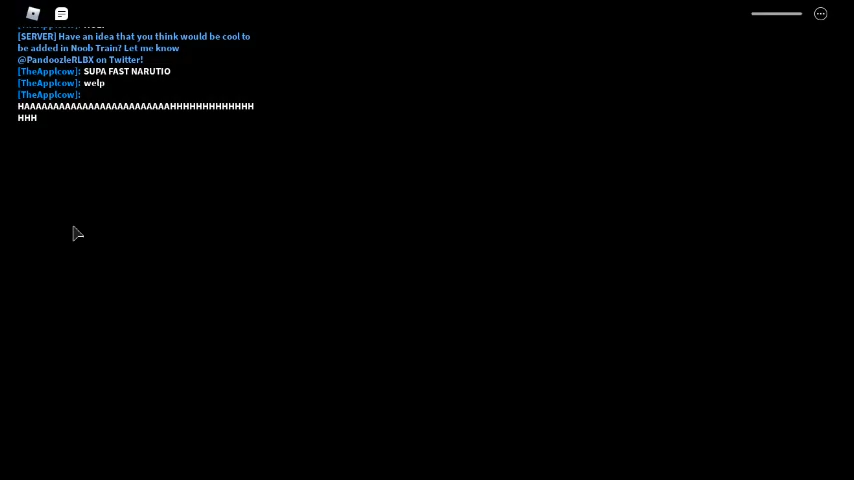 [SERVER] Have an idea that you think would be cool to
be added in Noob Train? Let me know
@PandoozleRLBX on Twitter!
[TheApplcow]: SUPA FAST NARUTIO
[TheApplcow]: welp
[TheApplcow]:
HAAAAAAAAAAAAAAAAAAAAAAAAAHHHHHHHHHHHHH
HHH